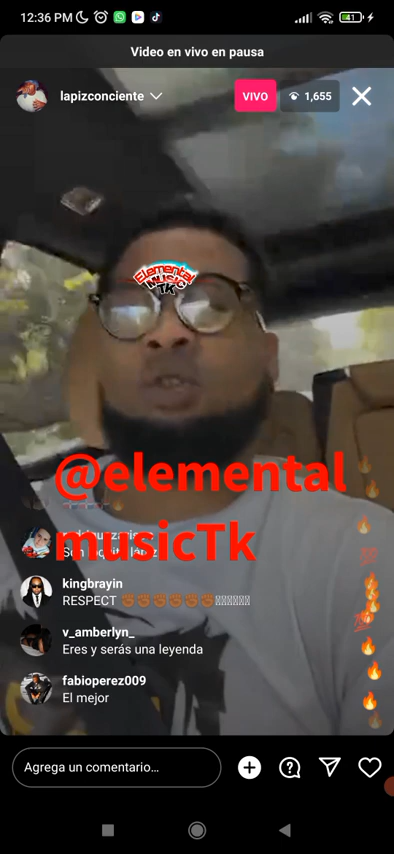 12:36 PM
41
Video en vivo en pausa
lapizconciente
VIVO
1,655
Elemental
MUSIC
TK
@elemental
musicTk
kingbrayin
RESPECT ✊🏾✊🏾✊🏾✊🏾✊🏾✊🏾
v_amberlyn_
Eres y serás una leyenda
fabioperez009
El mejor
Agrega un comentario...